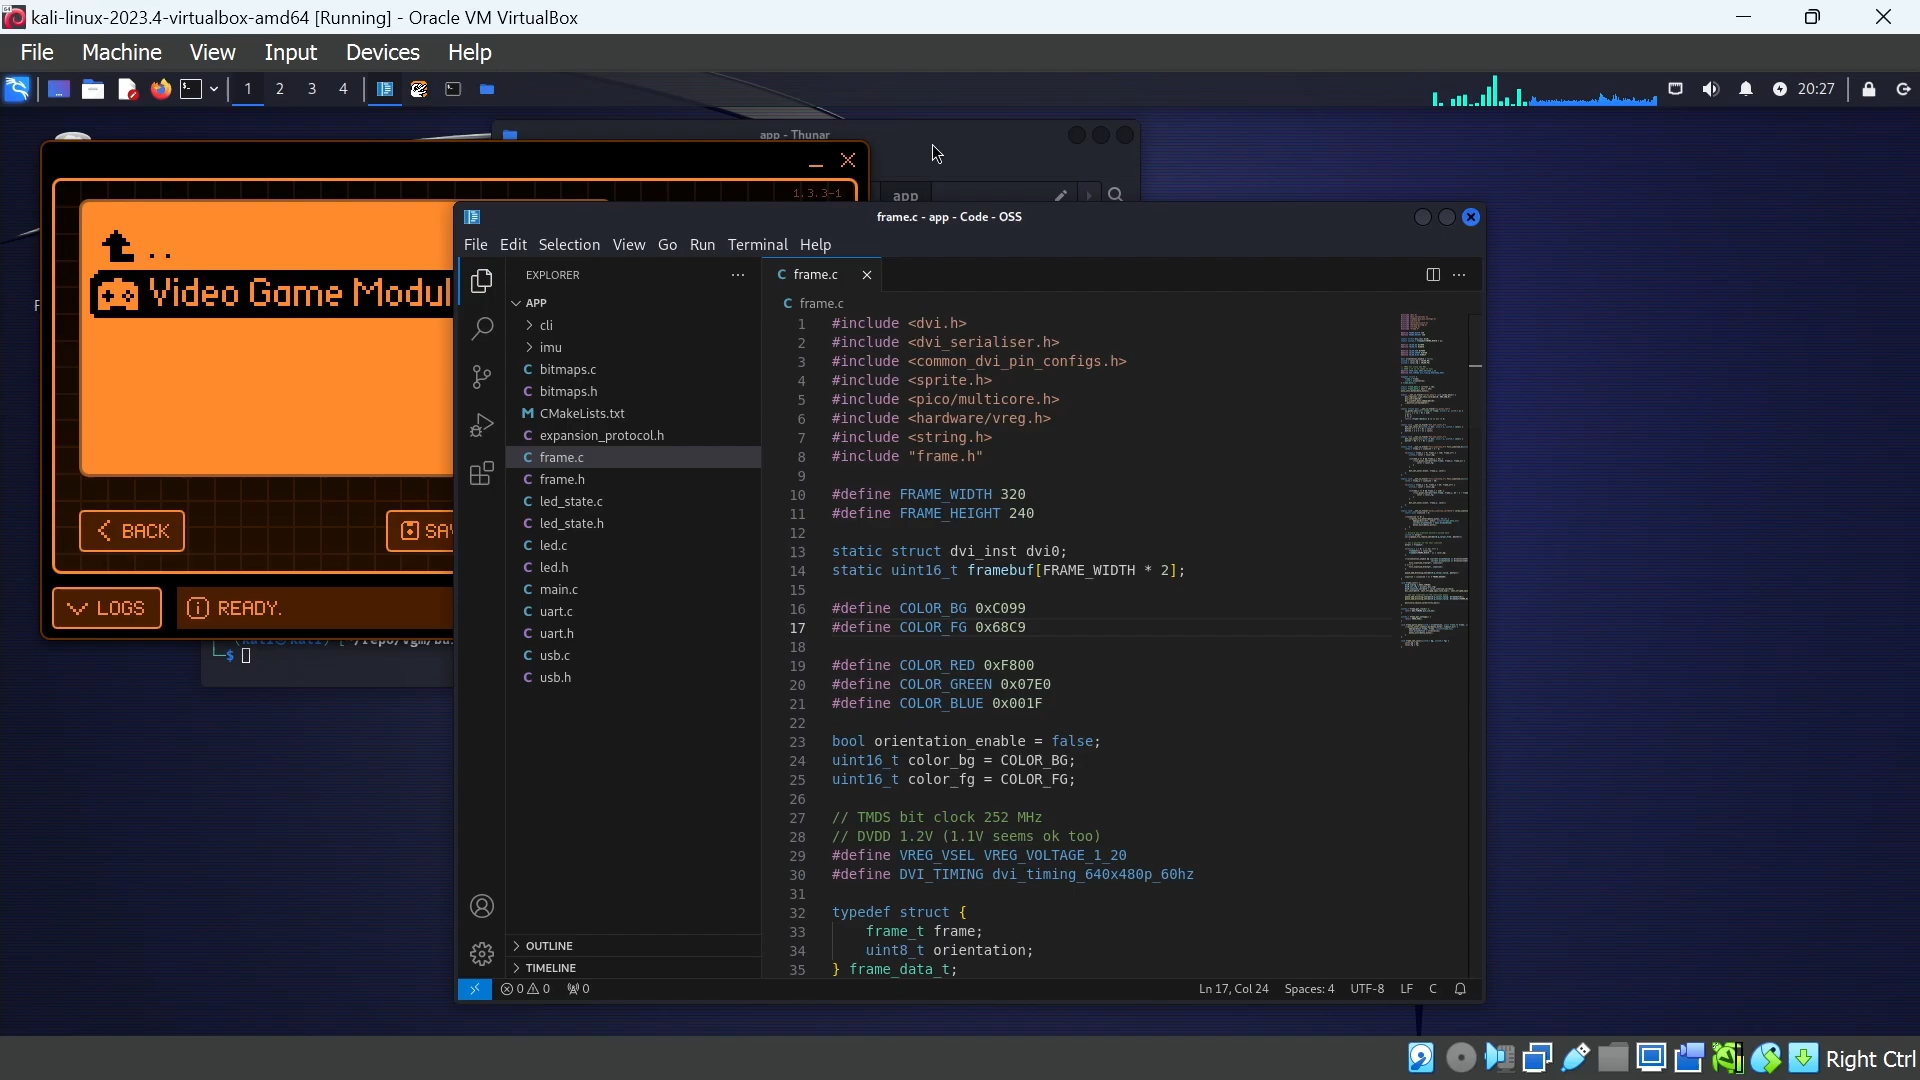 kali-linux-2023.4-virtualbox-amd64 [Running] - Oracle VM VirtualBox
File Machine View Input Devices Help
1 2 3 4
20:27
app - Thunar
1.3.3-1
app
..
Video Game Modul
BACK
SAV
LOGS
READY.
$
frame.c - app - Code - OSS
File Edit Selection View Go Run Terminal Help
EXPLORER
APP
cli
imu
C bitmaps.c
C bitmaps.h
M CMakeLists.txt
C expansion_protocol.h
C frame.c
C frame.h
C led_state.c
C led_state.h
C led.c
C led.h
C main.c
C uart.c
C uart.h
C usb.c
C usb.h
OUTLINE
TIMELINE
C frame.c
C frame.c
1 #include <dvi.h>
2 #include <dvi_serialiser.h>
3 #include <common_dvi_pin_configs.h>
4 #include <sprite.h>
5 #include <pico/multicore.h>
6 #include <hardware/vreg.h>
7 #include <string.h>
8 #include "frame.h"
9
10 #define FRAME_WIDTH 320
11 #define FRAME_HEIGHT 240
12
13 static struct dvi_inst dvi0;
14 static uint16_t framebuf[FRAME_WIDTH * 2];
15
16 #define COLOR_BG 0xC099
17 #define COLOR_FG 0x68C9
18
19 #define COLOR_RED 0xF800
20 #define COLOR_GREEN 0x07E0
21 #define COLOR_BLUE 0x001F
22
23 bool orientation_enable = false;
24 uint16_t color_bg = COLOR_BG;
25 uint16_t color_fg = COLOR_FG;
26
27 // TMDS bit clock 252 MHz
28 // DVDD 1.2V (1.1V seems ok too)
29 #define VREG_VSEL VREG_VOLTAGE_1_20
30 #define DVI_TIMING dvi_timing_640x480p_60hz
31
32 typedef struct {
33 frame_t frame;
34 uint8_t orientation;
35 } frame_data_t;
0 0 0
Ln 17, Col 24 Spaces: 4 UTF-8 LF C
Right Ctrl